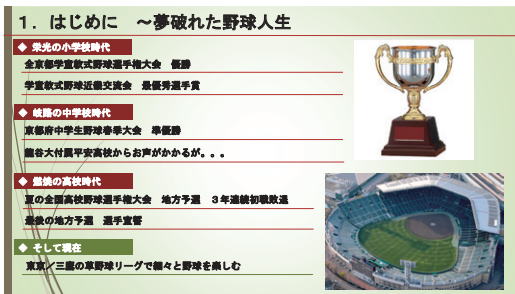 1．はじめに　～夢破れた野球人生
◆ 栄光の小学校時代
全京都学童軟式野球選手権大会　優勝
学童軟式野球近畿交流会　最優秀選手賞
◆ 岐路の中学校時代
京都府中学生野球春季大会　準優勝
龍谷大付属平安高校からお声がかかるが。。。
◆ 慙愧の高校時代
夏の全国高校野球選手権大会　地方予選　３年連続初戦敗退
最後の地方予選　選手宣誓
◆ そして現在
東京／三鷹の草野球リーグで細々と野球を楽しむ